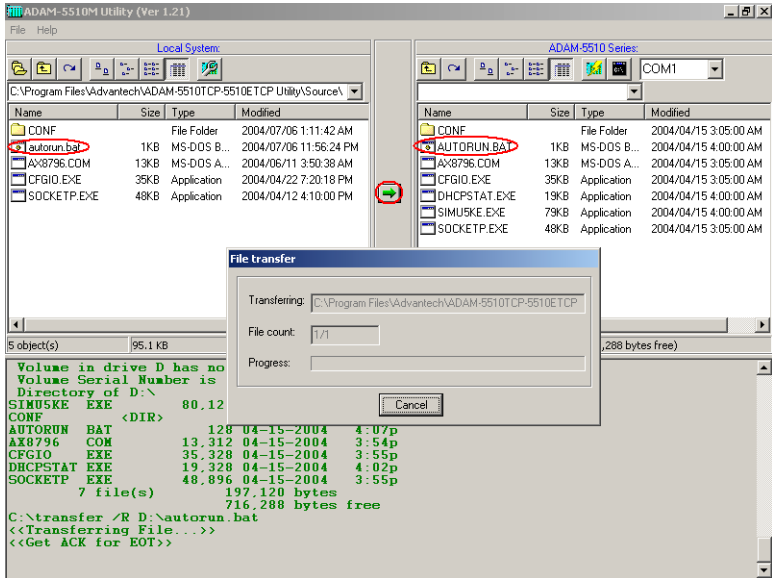 ADAM-5510M Utility (Ver 1.21)
File Help
Local System:
ADAM-5510 Series:
COM1
C:\Program Files\Advantech\ADAM-5510TCP-5510ETCP Utility\Source\
Name Size Type Modified
CONF File Folder 2004/07/06 1:11:42 AM
autorun.bat 1KB MS-DOS B... 2004/07/06 11:56:24 PM
AX8796.COM 13KB MS-DOS A... 2004/06/11 3:50:38 AM
CFGIO.EXE 35KB Application 2004/04/22 7:20:18 PM
SOCKETP.EXE 48KB Application 2004/04/12 4:10:00 PM
Name Size Type Modified
CONF File Folder 2004/04/15 3:05:00 AM
AUTORUN.BAT 1KB MS-DOS B... 2004/04/15 4:00:00 AM
AX8796.COM 13KB MS-DOS A... 2004/04/15 3:05:00 AM
CFGIO.EXE 35KB Application 2004/04/15 3:05:00 AM
DHCPSTAT.EXE 19KB Application 2004/04/15 4:00:00 AM
SIMU5KE.EXE 79KB Application 2004/04/15 4:00:00 AM
SOCKETP.EXE 48KB Application 2004/04/15 3:05:00 AM
File transfer
Transferring: C:\Program Files\Advantech\ADAM-5510TCP-5510ETCP
File count: 1/1
Progress:
Cancel
5 object(s) 95.1 KB ,288 bytes free)
Volume in drive D has no
Volume Serial Number is
Directory of D:\
SIMU5KE EXE 80,12
CONF <DIR>
AUTORUN BAT 128 04-15-2004 4:07p
AX8796 COM 13,312 04-15-2004 3:54p
CFGIO EXE 35,328 04-15-2004 3:55p
DHCPSTAT EXE 19,328 04-15-2004 4:02p
SOCKETP EXE 48,896 04-15-2004 3:55p
7 file(s) 197,120 bytes
716,288 bytes free
C:\transfer /R D:\autorun.bat
<<Transferring File...>>
<<Get ACK for EOT>>